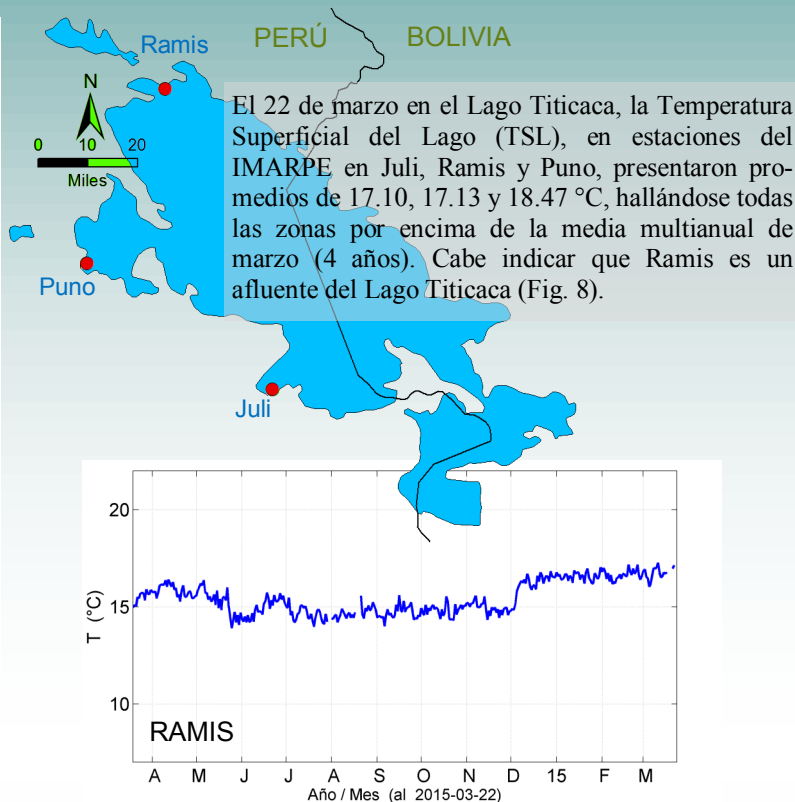 Ramis
PERÚ
BOLIVIA
N
0 10 20
Miles
El 22 de marzo en el Lago Titicaca, la Temperatura
Superficial del Lago (TSL), en estaciones del
IMARPE en Juli, Ramis y Puno, presentaron pro-
medios de 17.10, 17.13 y 18.47 °C, hallándose todas
las zonas por encima de la media multianual de
marzo (4 años). Cabe indicar que Ramis es un
afluente del Lago Titicaca (Fig. 8).
Puno
Juli
20
15
10
T (°C)
RAMIS
A M J J A S O N D 15 F M
Año / Mes (al 2015-03-22)